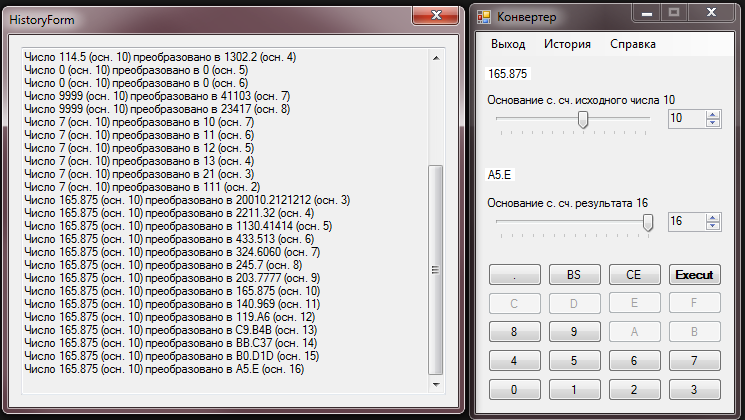 HistoryForm
Число 114.5 (осн. 10) преобразовано в 1302.2 (осн. 4)
Число 0 (осн. 10) преобразовано в 0 (осн. 5)
Число 0 (осн. 10) преобразовано в 0 (осн. 6)
Число 9999 (осн. 10) преобразовано в 41103 (осн. 7)
Число 9999 (осн. 10) преобразовано в 23417 (осн. 8)
Число 7 (осн. 10) преобразовано в 10 (осн. 7)
Число 7 (осн. 10) преобразовано в 11 (осн. 6)
Число 7 (осн. 10) преобразовано в 12 (осн. 5)
Число 7 (осн. 10) преобразовано в 13 (осн. 4)
Число 7 (осн. 10) преобразовано в 21 (осн. 3)
Число 7 (осн. 10) преобразовано в 111 (осн. 2)
Число 165.875 (осн. 10) преобразовано в 20010.2121212 (осн. 3)
Число 165.875 (осн. 10) преобразовано в 2211.32 (осн. 4)
Число 165.875 (осн. 10) преобразовано в 1130.41414 (осн. 5)
Число 165.875 (осн. 10) преобразовано в 433.513 (осн. 6)
Число 165.875 (осн. 10) преобразовано в 324.6060 (осн. 7)
Число 165.875 (осн. 10) преобразовано в 245.7 (осн. 8)
Число 165.875 (осн. 10) преобразовано в 203.7777 (осн. 9)
Число 165.875 (осн. 10) преобразовано в 165.875 (осн. 10)
Число 165.875 (осн. 10) преобразовано в 140.969 (осн. 11)
Число 165.875 (осн. 10) преобразовано в 119.A6 (осн. 12)
Число 165.875 (осн. 10) преобразовано в C9.B4B (осн. 13)
Число 165.875 (осн. 10) преобразовано в BB.C37 (осн. 14)
Число 165.875 (осн. 10) преобразовано в B0.D1D (осн. 15)
Число 165.875 (осн. 10) преобразовано в A5.E (осн. 16)
Конвертер
Выход История Справка
165.875
Основание с. сч. исходного числа 10
10
A5.E
Основание с. сч. результата 16
16
. BS CE Execut
C D E F
8 9 A B
4 5 6 7
0 1 2 3